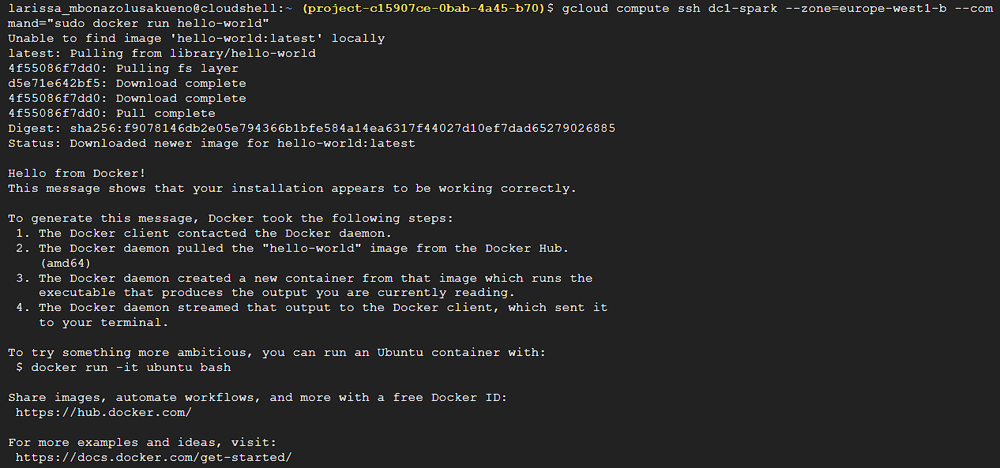 larissa_mbonazolusakueno@cloudshell:~ (project-c15907ce-0bab-4a45-b70)$ gcloud compute ssh dc1-spark --zone=europe-west1-b --com
mand="sudo docker run hello-world"
Unable to find image 'hello-world:latest' locally
latest: Pulling from library/hello-world
4f55086f7dd0: Pulling fs layer
d5e71e642bf5: Download complete
4f55086f7dd0: Download complete
4f55086f7dd0: Pull complete
Digest: sha256:f9078146db2e05e794366b1bfe584a14ea6317f44027d10ef7dad65279026885
Status: Downloaded newer image for hello-world:latest

Hello from Docker!
This message shows that your installation appears to be working correctly.

To generate this message, Docker took the following steps:
 1. The Docker client contacted the Docker daemon.
 2. The Docker daemon pulled the "hello-world" image from the Docker Hub.
    (amd64)
 3. The Docker daemon created a new container from that image which runs the
    executable that produces the output you are currently reading.
 4. The Docker daemon streamed that output to the Docker client, which sent it
    to your terminal.

To try something more ambitious, you can run an Ubuntu container with:
 $ docker run -it ubuntu bash

Share images, automate workflows, and more with a free Docker ID:
 https://hub.docker.com/

For more examples and ideas, visit:
 https://docs.docker.com/get-started/